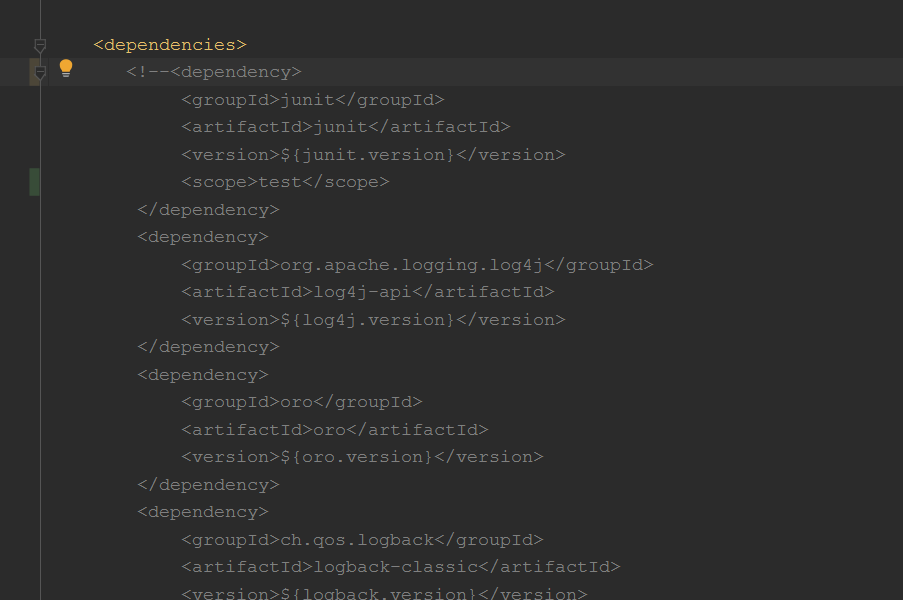 <dependencies>
<!--<dependency>
<groupId>junit</groupId>
<artifactId>junit</artifactId>
<version>${junit.version}</version>
<scope>test</scope>
</dependency>
<dependency>
<groupId>org.apache.logging.log4j</groupId>
<artifactId>log4j-api</artifactId>
<version>${log4j.version}</version>
</dependency>
<dependency>
<groupId>oro</groupId>
<artifactId>oro</artifactId>
<version>${oro.version}</version>
</dependency>
<dependency>
<groupId>ch.qos.logback</groupId>
<artifactId>logback-classic</artifactId>
<version>${logback.version}</version>